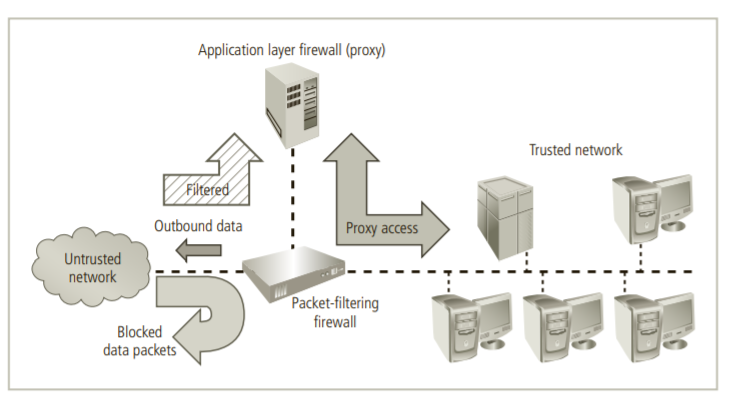 Application layer firewall (proxy)
Trusted network
Filtered
Outbound data
Proxy access
Untrusted
network
Packet-filtering
firewall
Blocked
data packets